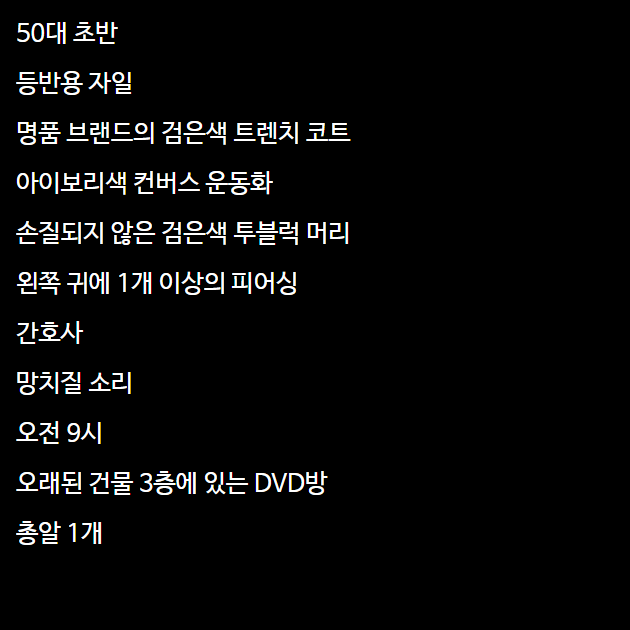 50대 초반
등반용 자일
명품 브랜드의 검은색 트렌치 코트
아이보리색 컨버스 운동화
손질되지 않은 검은색 투블럭 머리
왼쪽 귀에 1개 이상의 피어싱
간호사
망치질 소리
오전 9시
오래된 건물 3층에 있는 DVD방
총알 1개